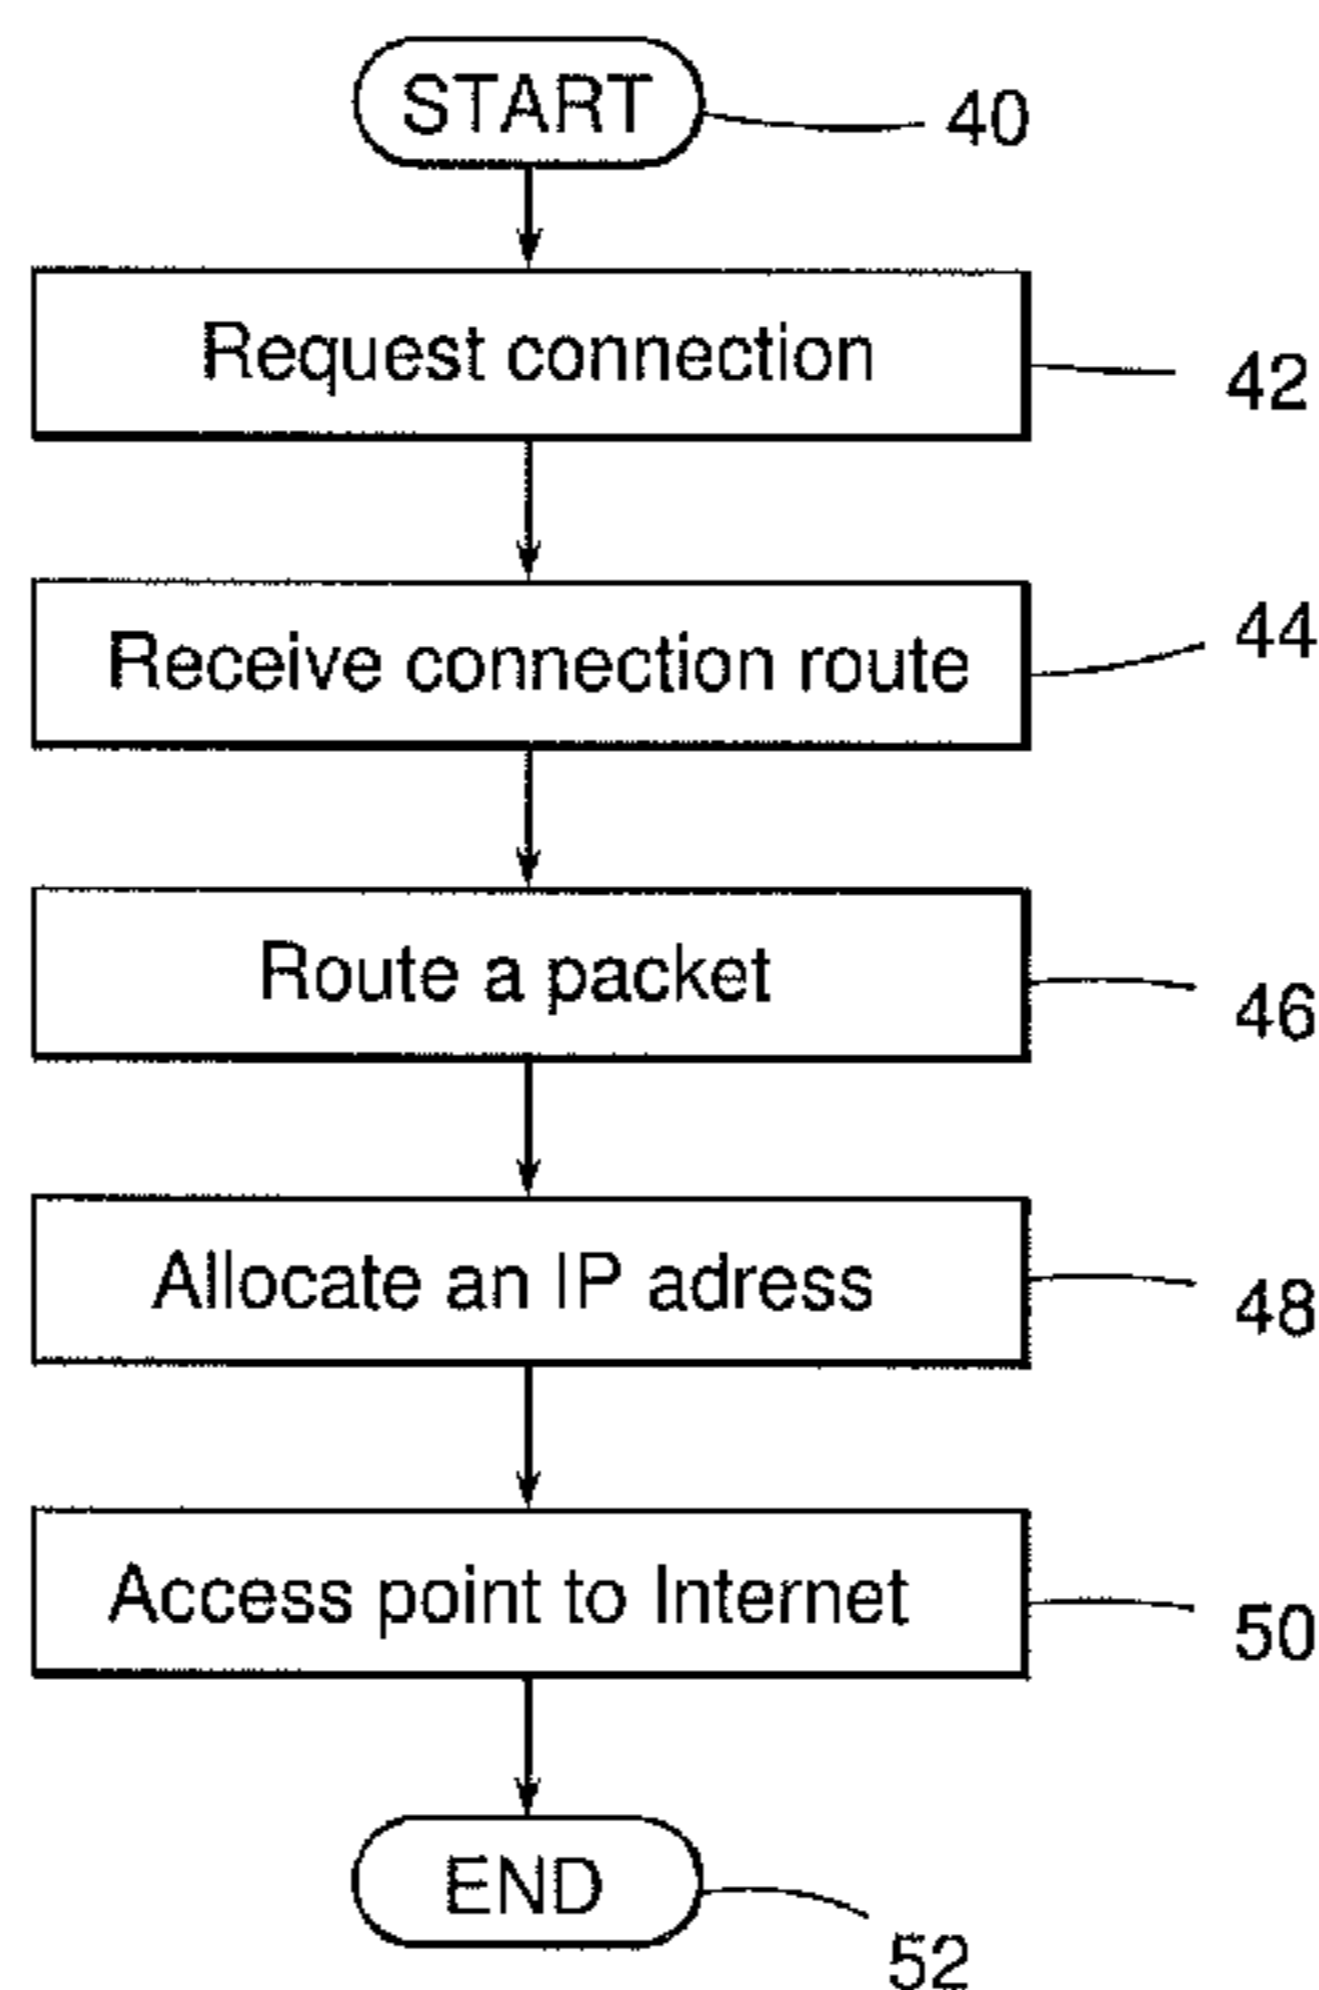 START
40
Request connection
42
Receive connection route
44
Route a packet
46
Allocate an IP adress
48
Access point to Internet
50
END
52